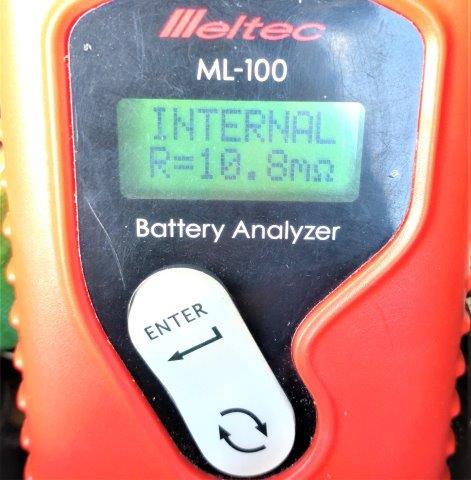 Meltec
ML-100
INTERNAL
R=10.8mΩ
Battery Analyzer
ENTER